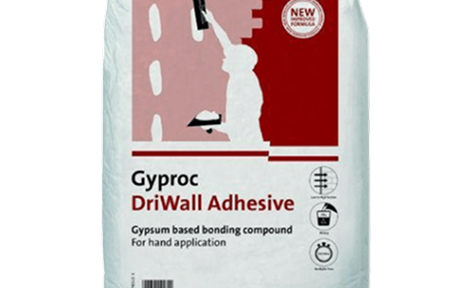 NEW
IMPROVED
FORMULA
Gyproc
DriWall Adhesive
Gypsum based bonding compound
For hand application